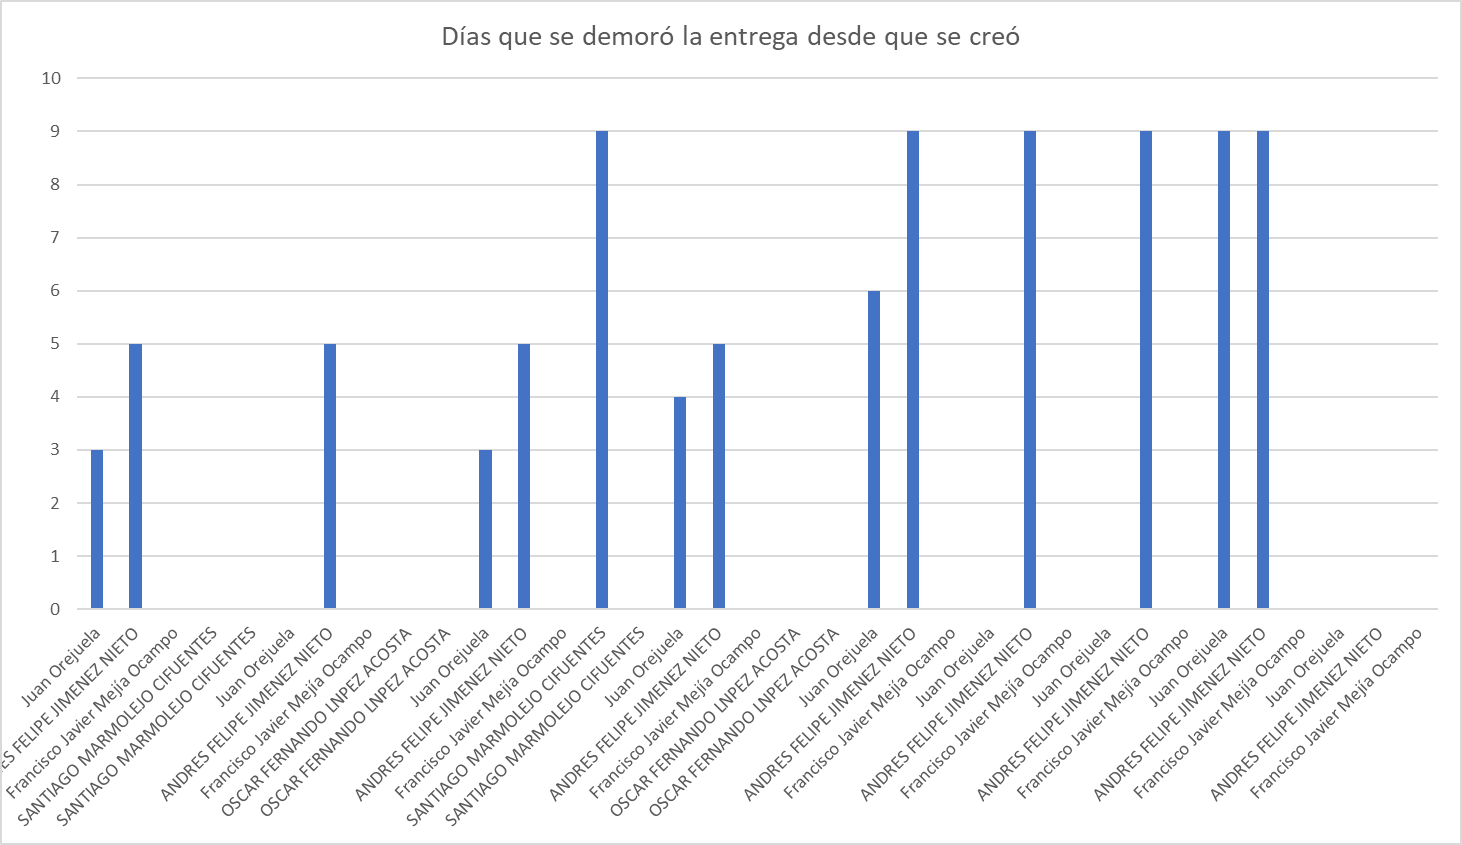 Días que se demoró la entrega desde que se creó
10
9
8
7
6
5
4
3
2
1
0
Juan Orejuela
ES FELIPE JIMENEZ NIETO
Francisco Javier Mejía Ocampo
SANTIAGO MARMOLEJO CIFUENTES
SANTIAGO MARMOLEJO CIFUENTES
Juan Orejuela
ANDRES FELIPE JIMENEZ NIETO
Francisco Javier Mejía Ocampo
OSCAR FERNANDO LNPEZ ACOSTA
OSCAR FERNANDO LNPEZ ACOSTA
Juan Orejuela
ANDRES FELIPE JIMENEZ NIETO
Francisco Javier Mejía Ocampo
SANTIAGO MARMOLEJO CIFUENTES
SANTIAGO MARMOLEJO CIFUENTES
Juan Orejuela
ANDRES FELIPE JIMENEZ NIETO
Francisco Javier Mejía Ocampo
OSCAR FERNANDO LNPEZ ACOSTA
OSCAR FERNANDO LNPEZ ACOSTA
Juan Orejuela
ANDRES FELIPE JIMENEZ NIETO
Francisco Javier Mejía Ocampo
Juan Orejuela
ANDRES FELIPE JIMENEZ NIETO
Francisco Javier Mejía Ocampo
Juan Orejuela
ANDRES FELIPE JIMENEZ NIETO
Francisco Javier Mejía Ocampo
Juan Orejuela
ANDRES FELIPE JIMENEZ NIETO
Francisco Javier Mejía Ocampo
Juan Orejuela
ANDRES FELIPE JIMENEZ NIETO
Francisco Javier Mejía Ocampo